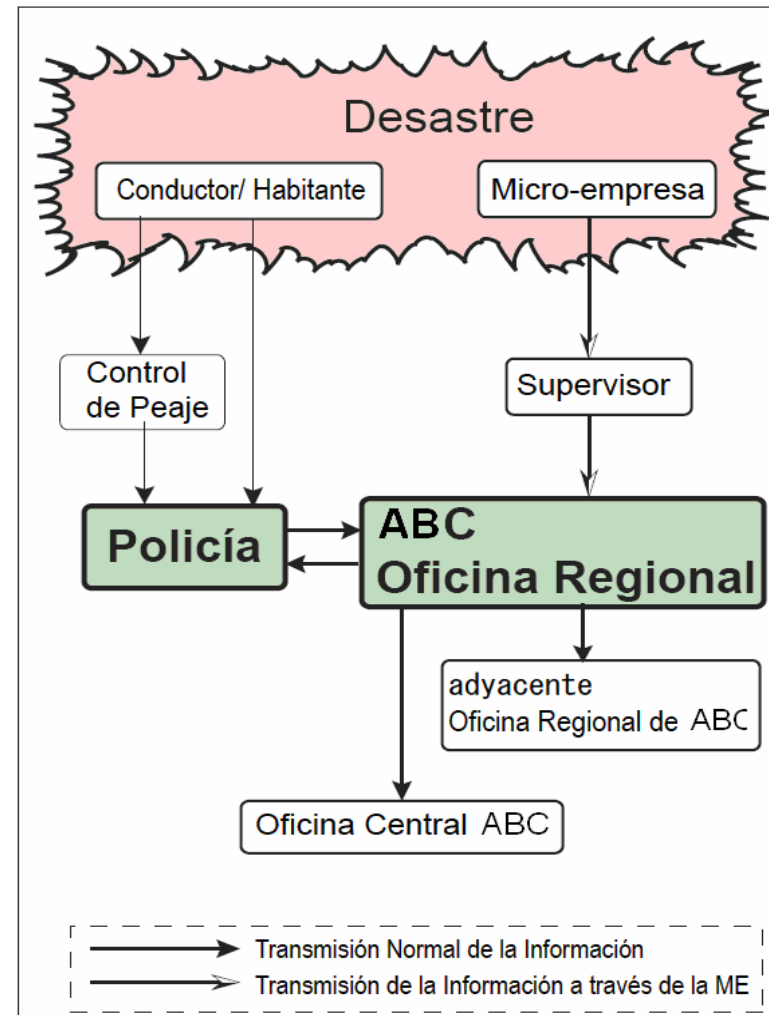 Desastre
Conductor/ Habitante
Micro-empresa
Control
de Peaje
Supervisor
Policía
ABC
Oficina Regional
adyacente
Oficina Regional de ABC
Oficina Central ABC
Transmisión Normal de la Información
Transmisión de la Información a través de la ME